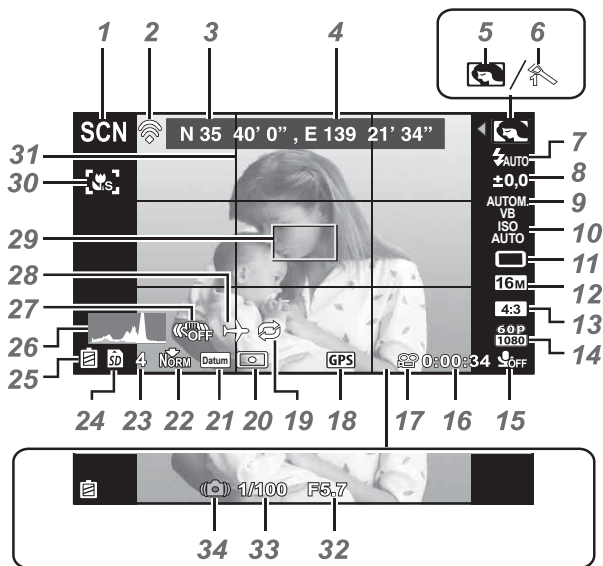 1 2 3 4 5 6
/
SCN N 35 40’ 0” , E 139 21’ 34”
31 AUTO 7
30 S ±0,0 8
AUTOM.
VB 9
29 ISO
AUTO 10
11
28 16M 12
27 OFF 4:3 13
26 60P
1080 14
25 SD 4 NORM Datum GPS 0:00:34 OFF
24 23 22 21 20 19 18 17 16 15
1/100 F5.7
34 33 32